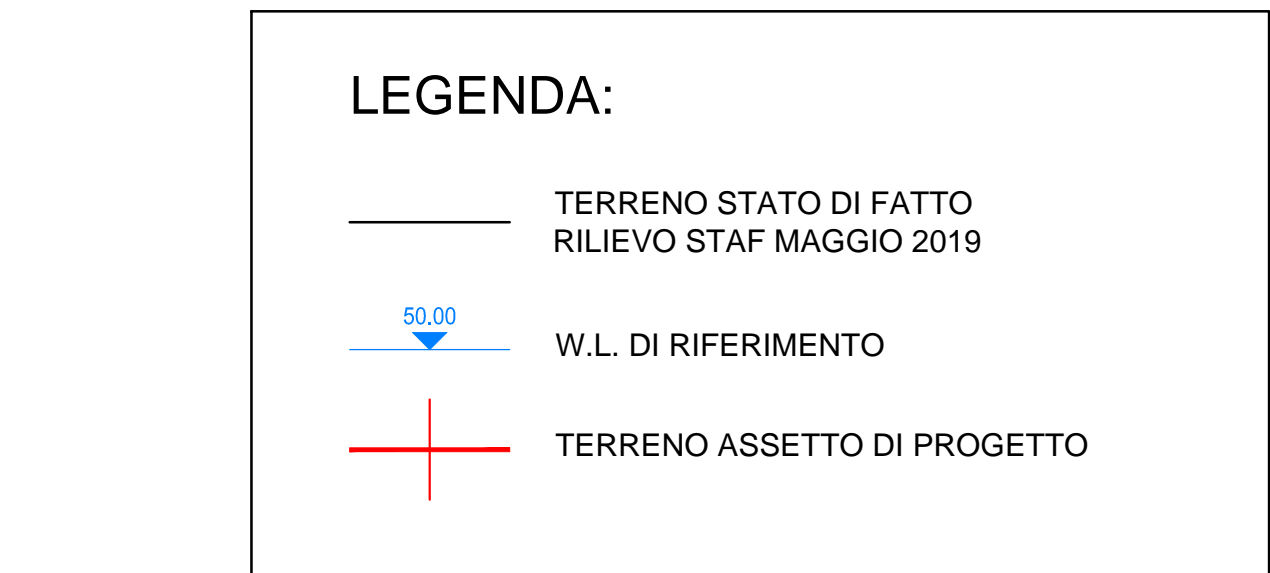 LEGENDA:
TERRENO STATO DI FATTO
RILIEVO STAF MAGGIO 2019
50.00
W.L. DI RIFERIMENTO
TERRENO ASSETTO DI PROGETTO